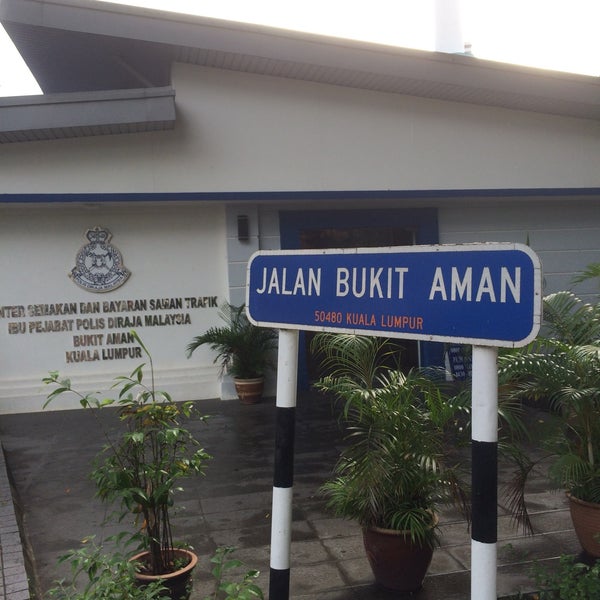 JALAN BUKIT AMAN
50480 KUALA LUMPUR
NTER SEMAKAN DAN BAYARAN SAMAN TRAFIK
IBU PEJABAT POLIS DIRAJA MALAYSIA
BUKIT AMAN
KUALA LUMPUR